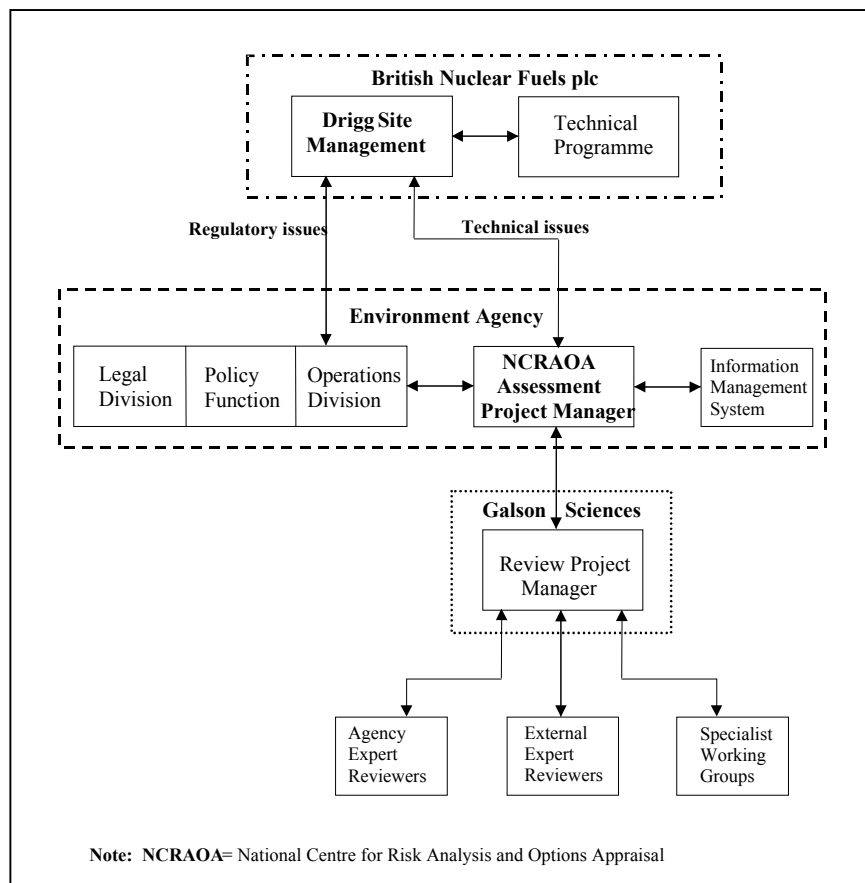 British Nuclear Fuels plc
Drigg Site
Management
Technical
Programme
Regulatory issues
Technical issues
Environment Agency
Legal
Division
Policy
Function
Operations
Division
NCRAOA
Assessment
Project Manager
Information
Management
System
Galson Sciences
Review Project
Manager
Agency
Expert
Reviewers
External
Expert
Reviewers
Specialist
Working
Groups
Note: NCRAOA= National Centre for Risk Analysis and Options Appraisal